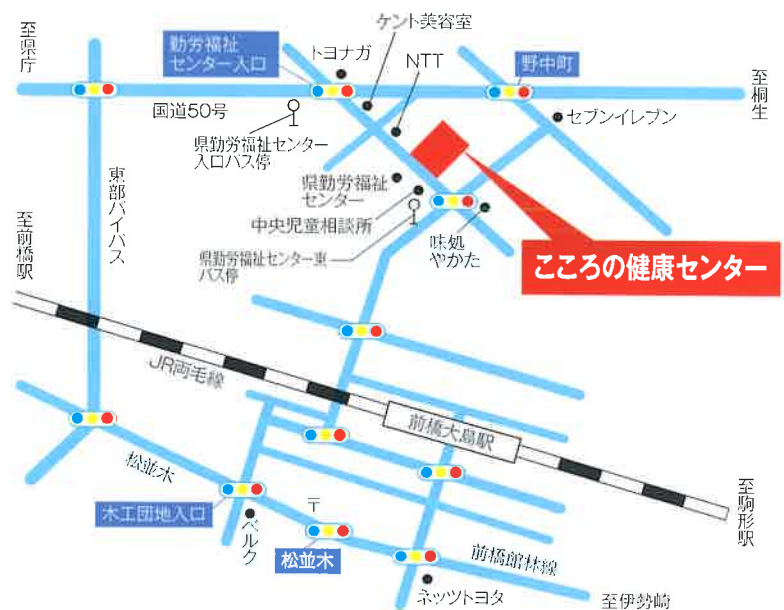 至県庁
勤労福祉
センター入口
トヨナガ
ケント美容室
NTT
野中町
至桐生
国道50号
セブンイレブン
県勤労福祉センター
入口バス停
東部バイパス
県勤労福祉
センター
中央児童相談所
県勤労福祉センター東
バス停
味処
やかた
こころの健康センター
至前橋駅
JR両毛線
前橋大島駅
松並木
至駒形駅
木工団地入口
〒
ベルク
松並木
前橋館林線
ネッツトヨタ
至伊勢崎